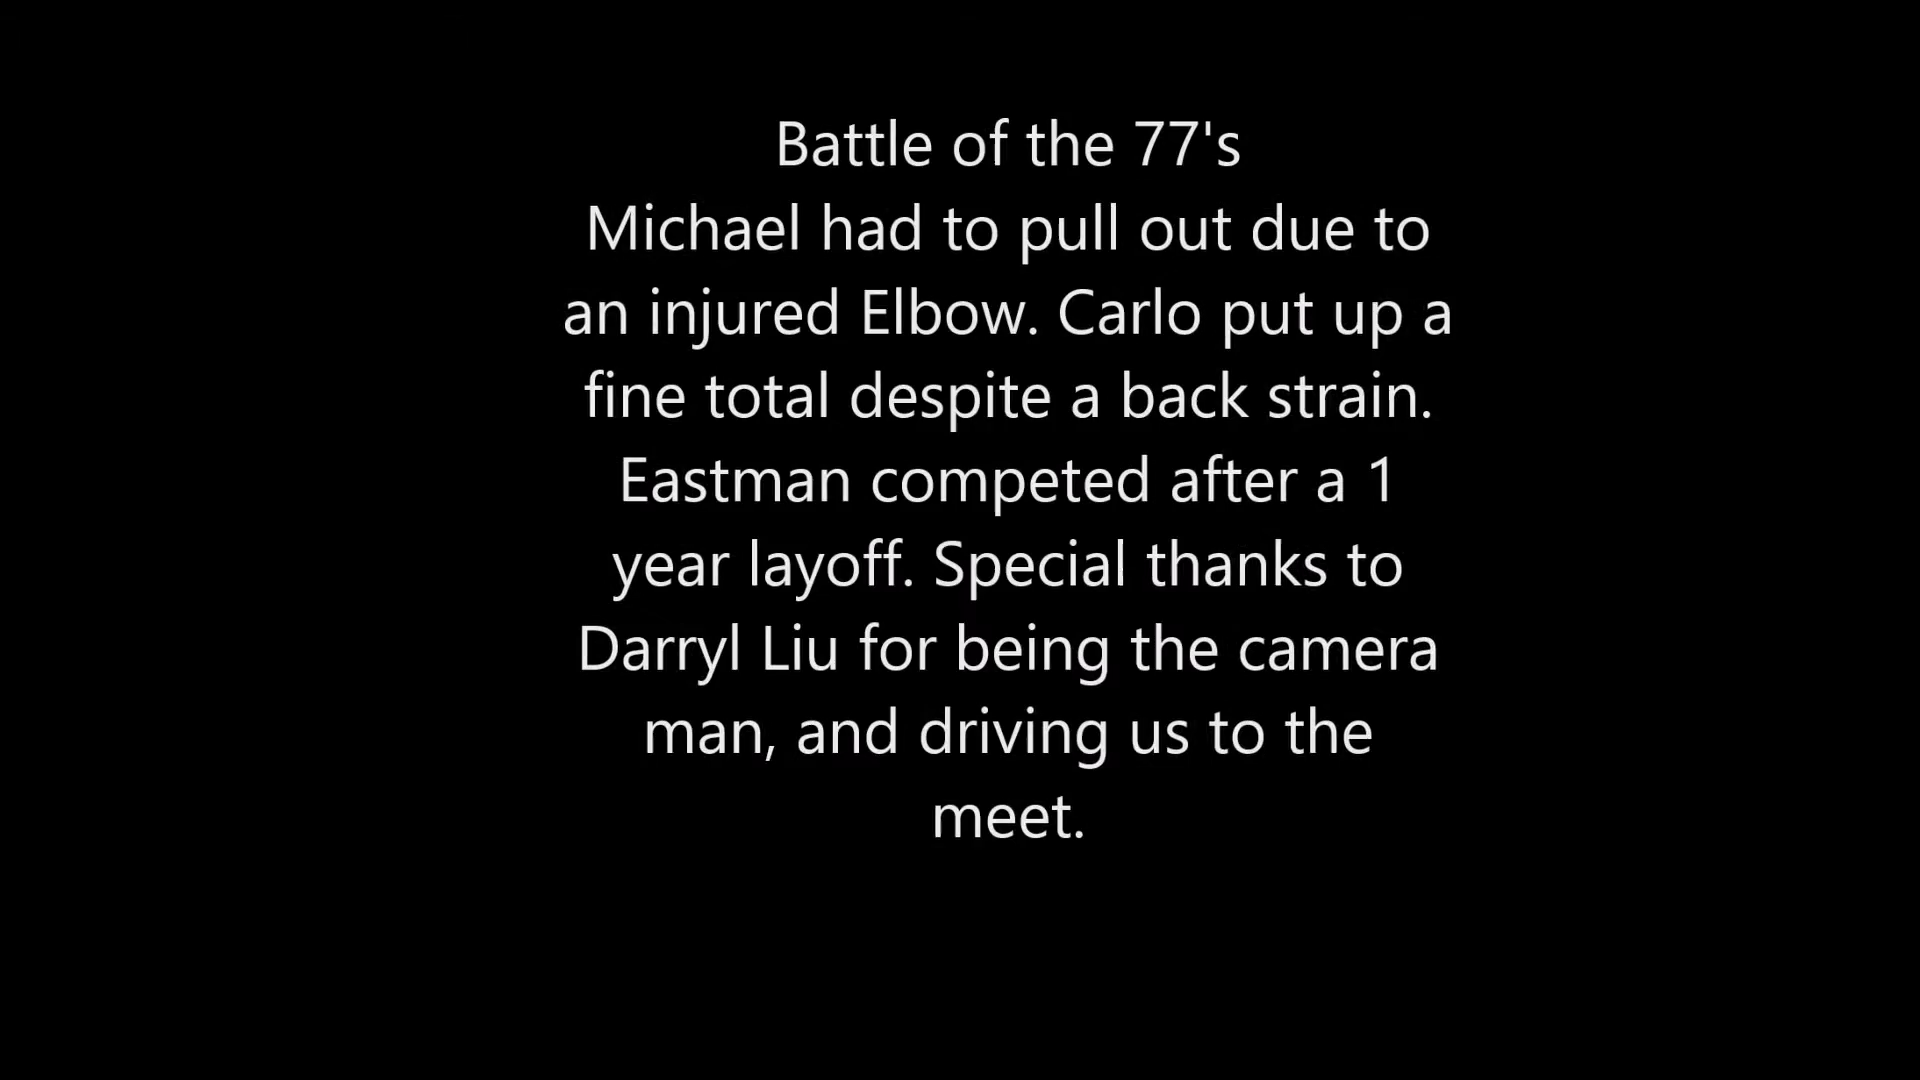 Battle of the 77's
Michael had to pull out due to
an injured Elbow. Carlo put up a
fine total despite a back strain.
Eastman competed after a 1
year layoff. Special thanks to
Darryl Liu for being the camera
man, and driving us to the
meet.